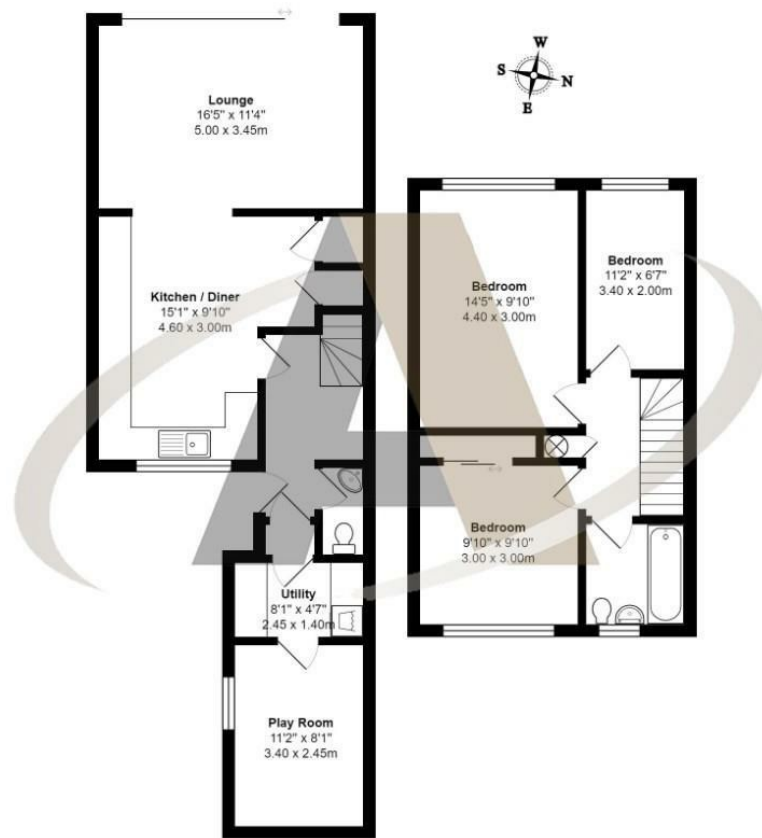 Lounge
16'5" x 11'4"
5.00 x 3.45m
W
S
N
E
Kitchen / Diner
15'1" x 9'10"
4.60 x 3.00m
Bedroom
14'5" x 9'10"
4.40 x 3.00m
Bedroom
11'2" x 6'7"
3.40 x 2.00m
Bedroom
9'10" x 9'10"
3.00 x 3.00m
Utility
8'1" x 4'7"
2.45 x 1.40m
Play Room
11'2" x 8'1"
3.40 x 2.45m
A